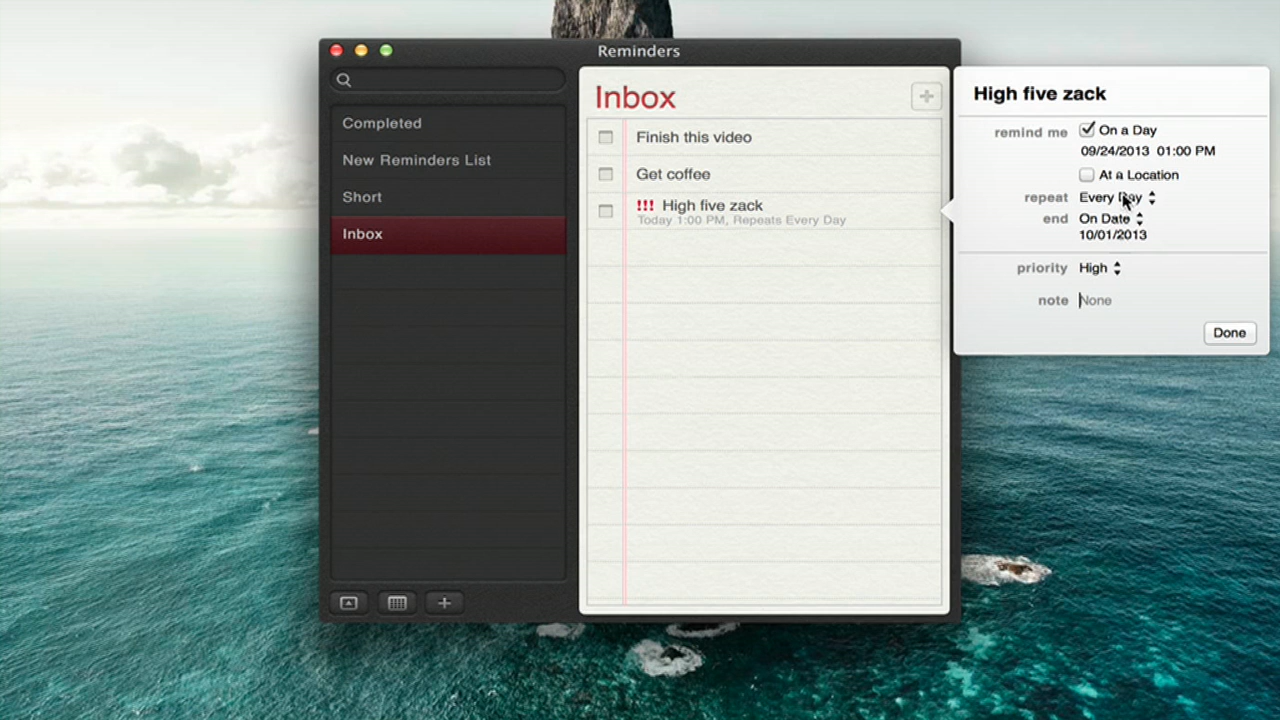 Reminders
Completed
New Reminders List
Short
Inbox
Inbox
Finish this video
Get coffee
!!! High five zack
Today 1:00 PM, Repeats Every Day
High five zack
remind me On a Day
09/24/2013 01:00 PM
At a Location
repeat Every Day
end On Date
10/01/2013
priority High
note None
Done